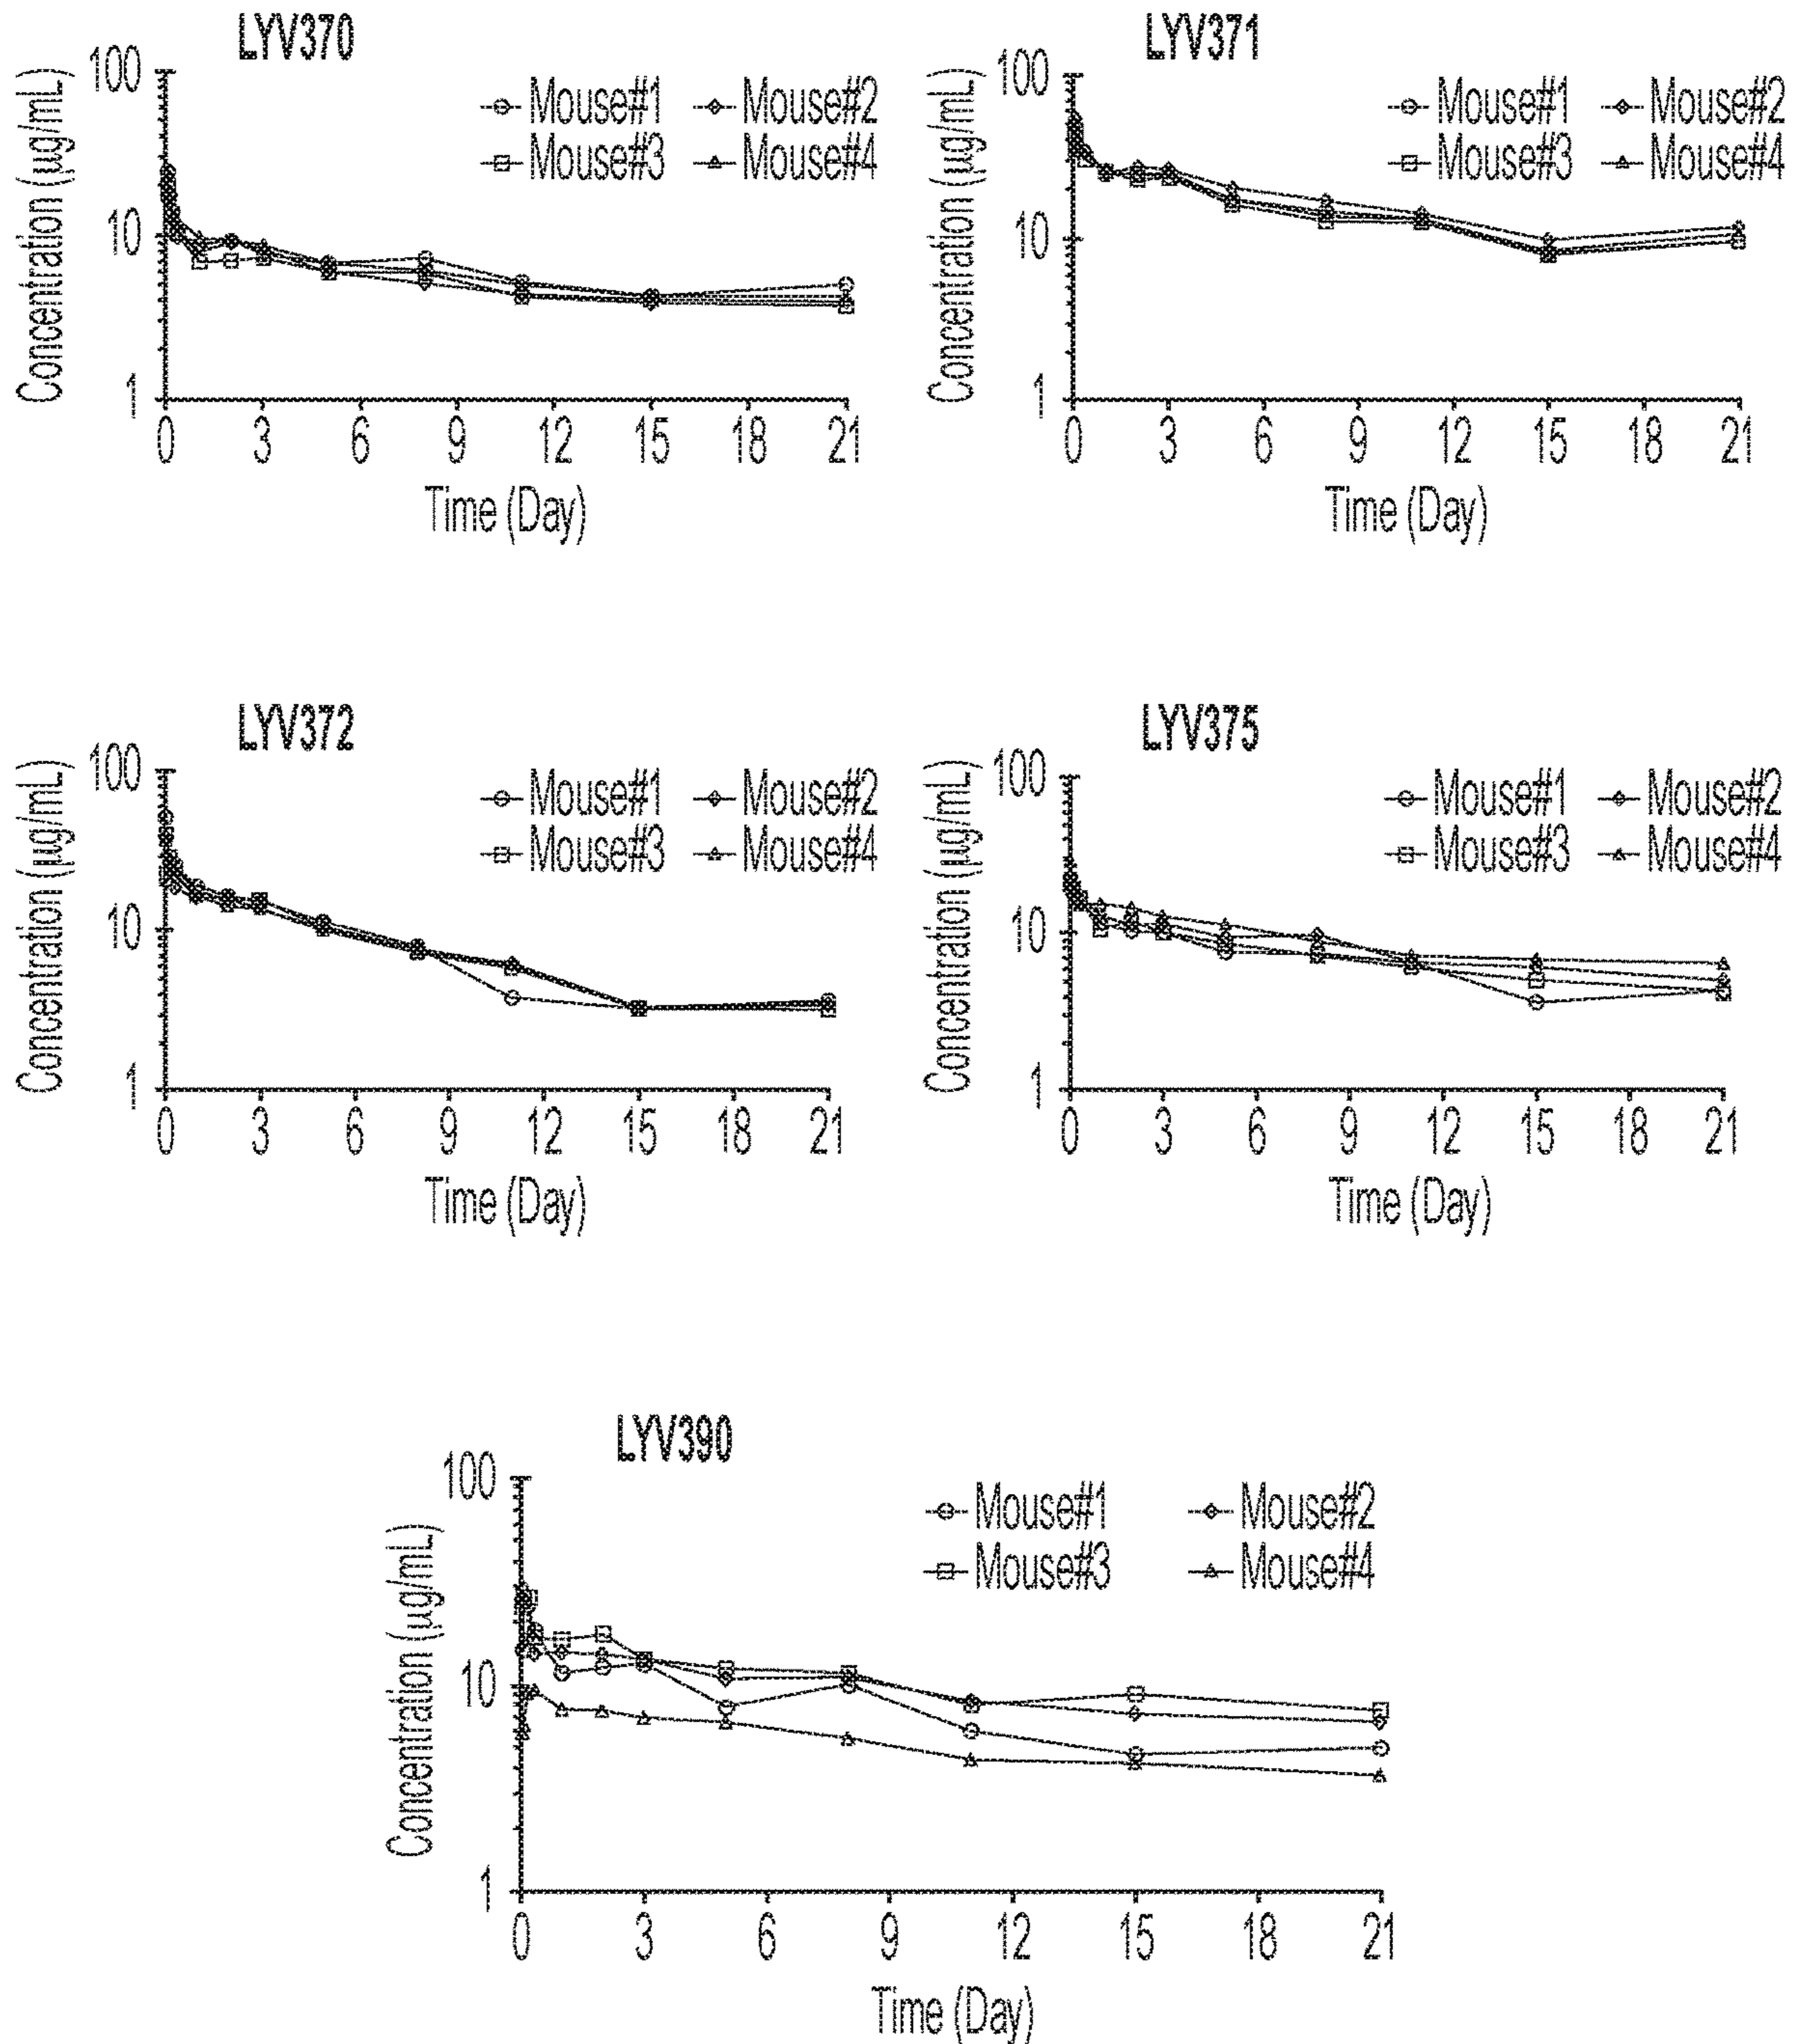 LYV370
100
10
1
Concentration (µg/mL)
Mouse#1 Mouse#2
Mouse#3 Mouse#4
0 3 6 9 12 15 18 21
Time (Day)
LYV371
100
10
1
Concentration (µg/mL)
Mouse#1 Mouse#2
Mouse#3 Mouse#4
0 3 6 9 12 15 18 21
Time (Day)
LYV372
100
10
1
Concentration (µg/mL)
Mouse#1 Mouse#2
Mouse#3 Mouse#4
0 3 6 9 12 15 18 21
Time (Day)
LYV375
100
10
1
Concentration (µg/mL)
Mouse#1 Mouse#2
Mouse#3 Mouse#4
0 3 6 9 12 15 18 21
Time (Day)
LYV390
100
10
1
Concentration (µg/mL)
Mouse#1 Mouse#2
Mouse#3 Mouse#4
0 3 6 9 12 15 18 21
Time (Day)